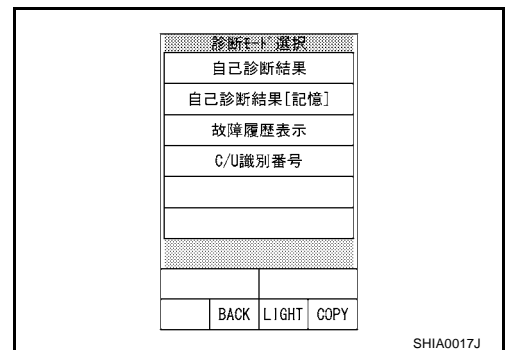 診断ﾓｰﾄﾞ選択
自己診断結果
自己診断結果[記憶]
故障履歴表示
C/U識別番号
BACK LIGHT COPY
SHIA0017J